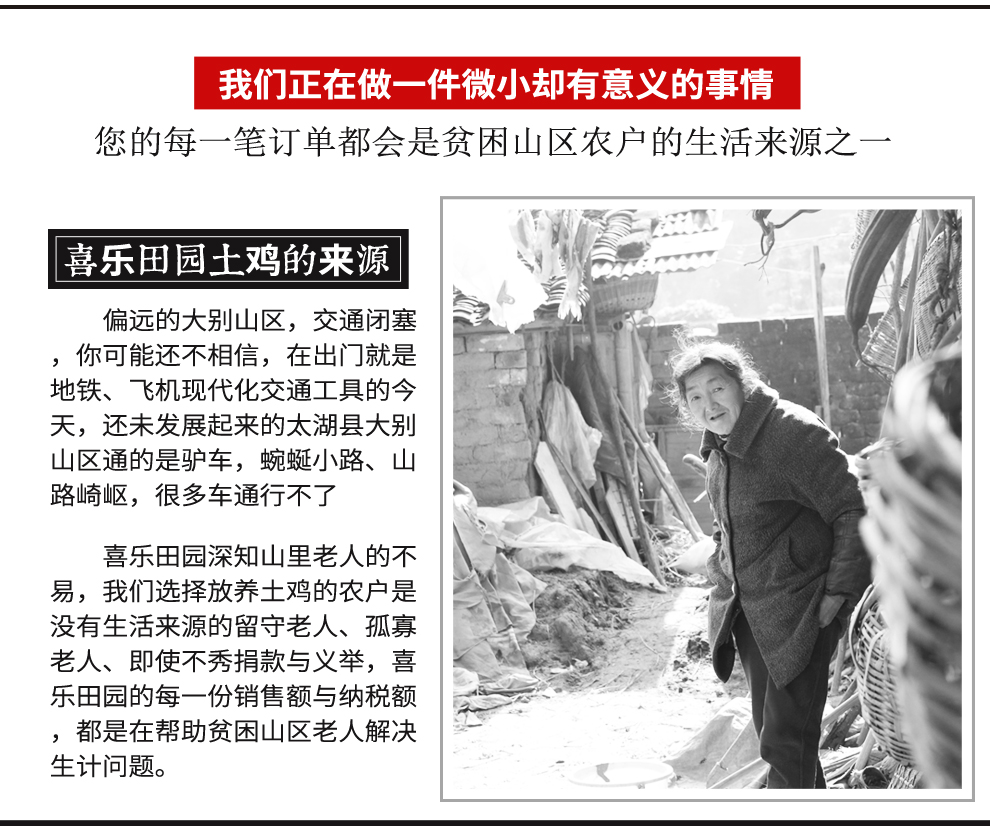 我们正在做一件微小却有意义的事情
您的每一笔订单都会是贫困山区农户的生活来源之一
喜乐田园土鸡的来源
偏远的大别山区，交通闭塞
，你可能还不相信，在出门就是
地铁、飞机现代化交通工具的今
天，还未发展起来的太湖县大别
山区通的是驴车，蜿蜒小路、山
路崎岖，很多车通行不了
喜乐田园深知山里老人的不
易，我们选择放养土鸡的农户是
没有生活来源的留守老人、孤寡
老人、即使不秀捐款与义举，喜
乐田园的每一份销售额与纳税额
，都是在帮助贫困山区老人解决
生计问题。